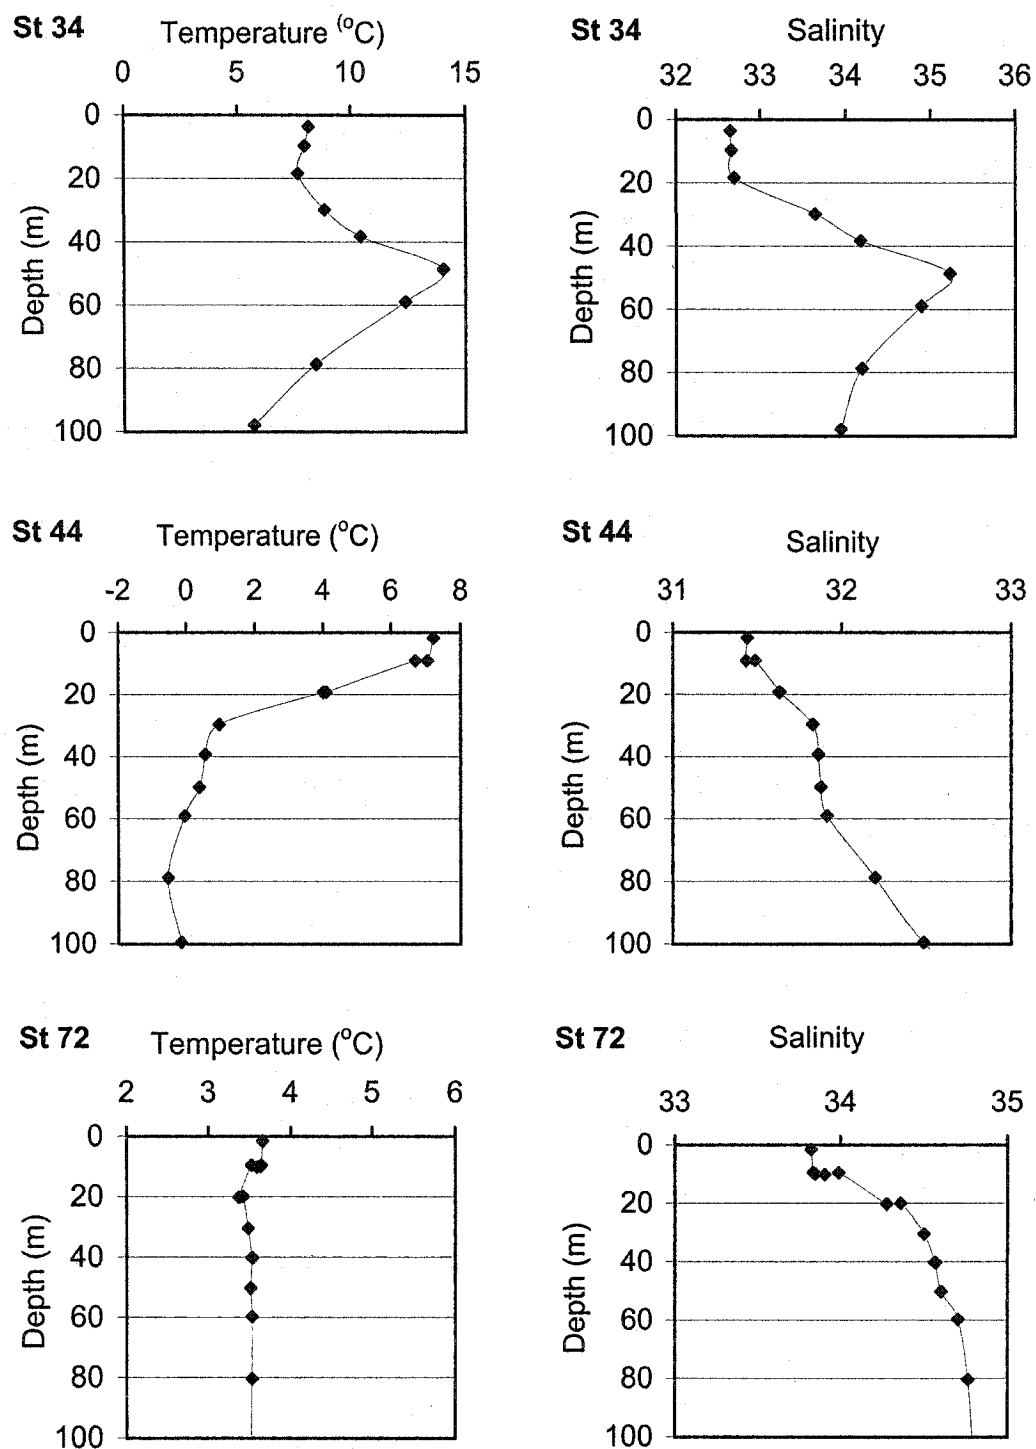 St 34 Temperature (°C)
0 5 10 15
0
20
40
60
80
100
Depth (m)
St 34 Salinity
32 33 34 35 36
0
20
40
60
80
100
Depth (m)
St 44 Temperature (°C)
-2 0 2 4 6 8
0
20
40
60
80
100
Depth (m)
St 44 Salinity
31 32 33
0
20
40
60
80
100
Depth (m)
St 72 Temperature (°C)
2 3 4 5 6
0
20
40
60
80
100
Depth (m)
St 72 Salinity
33 34 35
0
20
40
60
80
100
Depth (m)